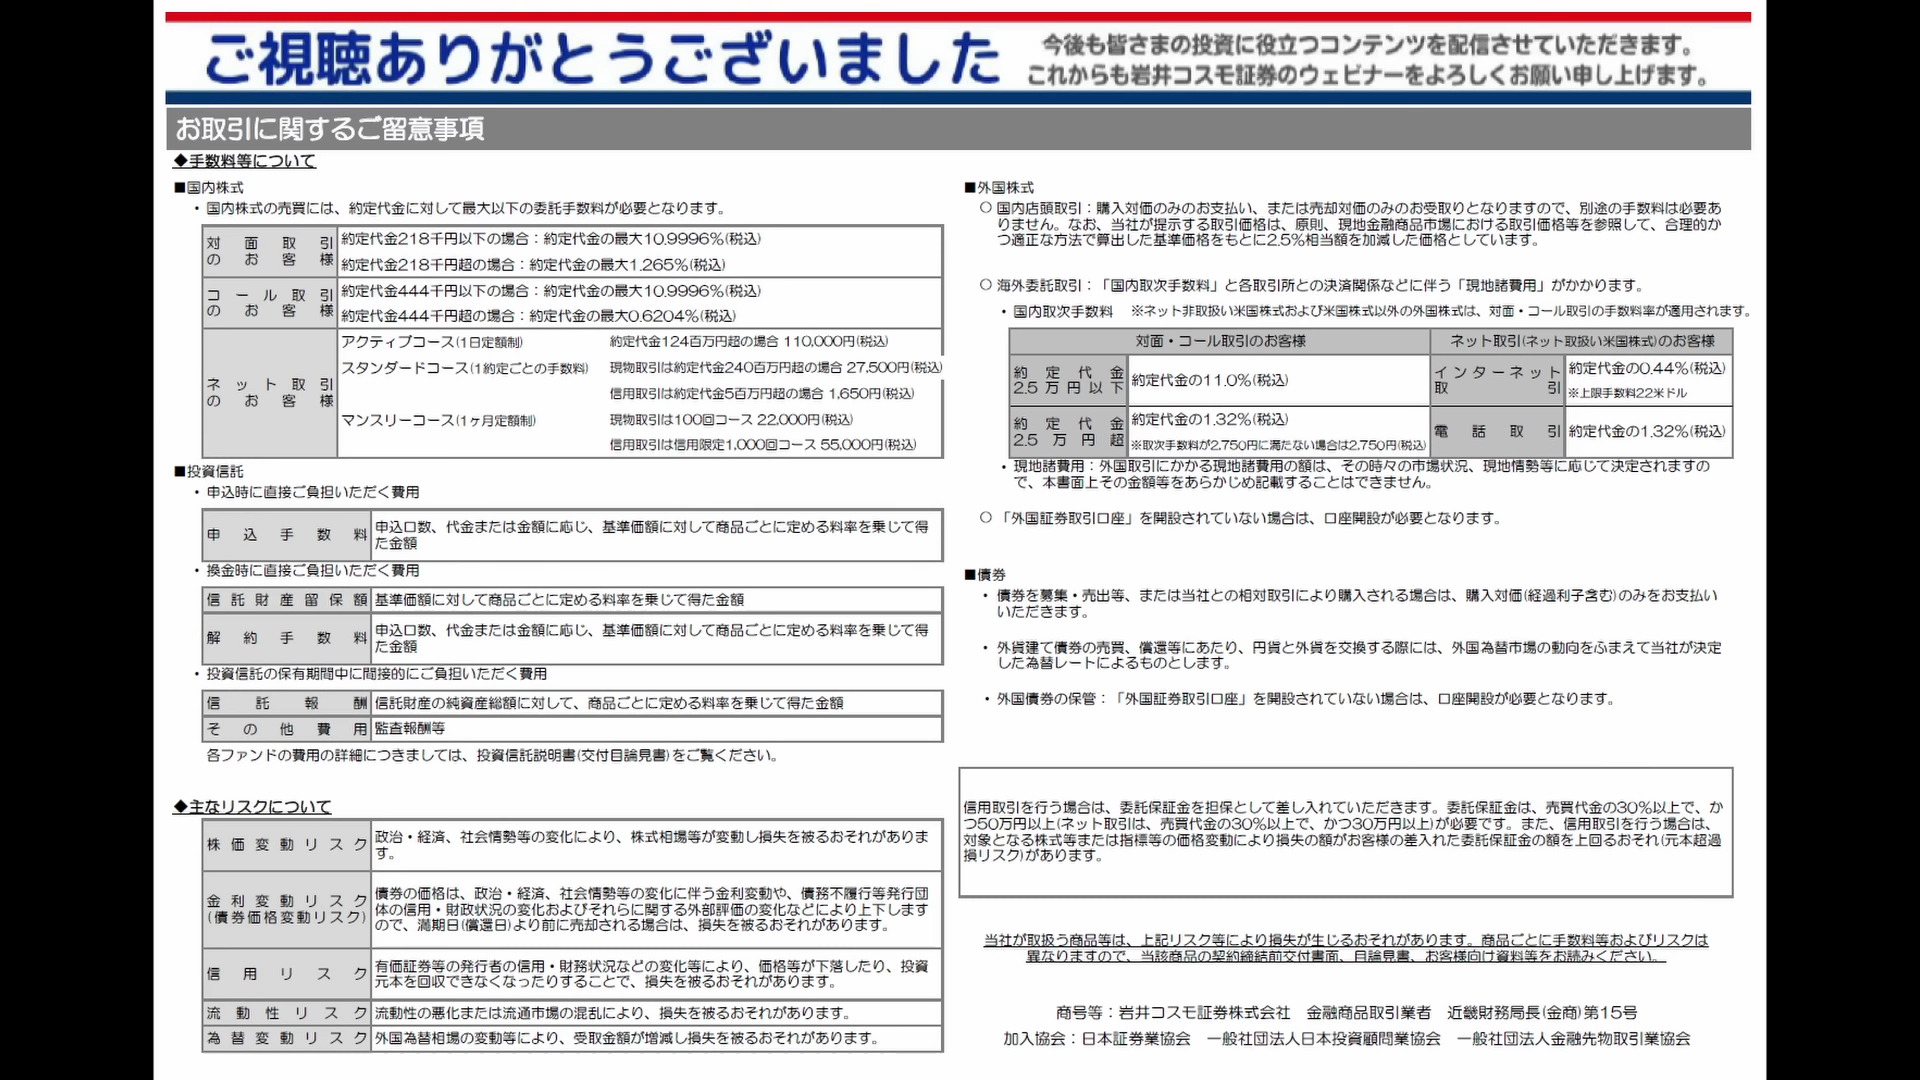 ご視聴ありがとうございました
今後も皆さまの投資に役立つコンテンツを配信させていただきます。
これからも岩井コスモ証券のウェビナーをよろしくお願い申し上げます。
お取引に関するご留意事項
◆手数料等について
■国内株式
・国内株式の売買には、約定代金に対して最大以下の委託手数料が必要となります。
対面取引
のお客様
約定代金218千円以下の場合：約定代金の最大10.9996%(税込)
約定代金218千円超の場合：約定代金の最大1.265%(税込)
コール取引
のお客様
約定代金444千円以下の場合：約定代金の最大10.9996%(税込)
約定代金444千円超の場合：約定代金の最大0.6204%(税込)
ネット取引
のお客様
アクティブコース(1日定額制) 約定代金124百万円超の場合 110,000円(税込)
スタンダードコース(1約定ごとの手数料) 現物取引は約定代金240百万円超の場合 27,500円(税込)
信用取引は約定代金5百万円超の場合 1,650円(税込)
マンスリーコース(1ヶ月定額制) 現物取引は100回コース 22,000円(税込)
信用取引は信用限定1,000回コース 55,000円(税込)
■投資信託
・申込時に直接ご負担いただく費用
申込手数料
申込口数、代金または金額に応じ、基準価額に対して商品ごとに定める料率を乗じて得
た金額
・換金時に直接ご負担いただく費用
信託財産留保額 基準価額に対して商品ごとに定める料率を乗じて得た金額
解約手数料
申込口数、代金または金額に応じ、基準価額に対して商品ごとに定める料率を乗じて得
た金額
・投資信託の保有期間中に間接的にご負担いただく費用
信託報酬 信託財産の純資産総額に対して、商品ごとに定める料率を乗じて得た金額
その他費用 監査報酬等
各ファンドの費用の詳細につきましては、投資信託説明書(交付目論見書)をご覧ください。
◆主なリスクについて
株価変動リスク
政治・経済、社会情勢等の変化により、株式相場等が変動し損失を被るおそれがありま
す。
金利変動リスク
(債券価格変動リスク)
債券の価格は、政治・経済、社会情勢等の変化に伴う金利変動や、債務不履行等発行団
体の信用・財政状況の変化およびそれらに関する外部評価の変化などにより上下します
ので、満期日(償還日)より前に売却される場合は、損失を被るおそれがあります。
信用リスク
有価証券等の発行者の信用・財務状況などの変化等により、価格等が下落したり、投資
元本を回収できなくなったりすることで、損失を被るおそれがあります。
流動性リスク 流動性の悪化または流通市場の混乱により、損失を被るおそれがあります。
為替変動リスク 外国為替相場の変動等により、受取金額が増減し損失を被るおそれがあります。
■外国株式
○国内店頭取引：購入対価のみのお支払い、または売却対価のみのお受取りとなりますので、別途の手数料は必要あ
りません。なお、当社が提示する取引価格は、原則、現地金融商品市場における取引価格等を参照して、合理的か
つ適正な方法で算出した基準価格をもとに2.5%相当額を加減した価格としています。
○海外委託取引：「国内取次手数料」と各取引所との決済関係などに伴う「現地諸費用」がかかります。
・国内取次手数料 ※ネット非取扱い米国株式および米国株式以外の外国株式は、対面・コール取引の手数料率が適用されます。
対面・コール取引のお客様 ネット取引(ネット取扱い米国株式)のお客様
約定代金
2.5万円以下
約定代金の11.0%(税込)
インターネット
取引
約定代金の0.44%(税込)
※上限手数料22米ドル
約定代金
2.5万円超
約定代金の1.32%(税込)
※取次手数料が2,750円に満たない場合は2,750円(税込)
電話取引 約定代金の1.32%(税込)
・現地諸費用：外国取引にかかる現地諸費用の額は、その時々の市場状況、現地情勢等に応じて決定されますの
で、本書面上その金額等をあらかじめ記載することはできません。
○「外国証券取引口座」を開設されていない場合は、口座開設が必要となります。
■債券
・債券を募集・売出等、または当社との相対取引により購入される場合は、購入対価(経過利子含む)のみをお支払い
いただきます。
・外貨建て債券の売買、償還等にあたり、円貨と外貨を交換する際には、外国為替市場の動向をふまえて当社が決定
した為替レートによるものとします。
・外国債券の保管：「外国証券取引口座」を開設されていない場合は、口座開設が必要となります。
信用取引を行う場合は、委託保証金を担保として差し入れていただきます。委託保証金は、売買代金の30%以上で、か
つ50万円以上(ネット取引は、売買代金の30%以上で、かつ30万円以上)が必要です。また、信用取引を行う場合は、
対象となる株式等または指標等の価格変動により損失の額がお客様の差入れた委託保証金の額を上回るおそれ(元本超過
損リスク)があります。
当社が取扱う商品等は、上記リスク等により損失が生じるおそれがあります。商品ごとに手数料等およびリスクは
異なりますので、当該商品の契約締結前交付書面、目論見書、お客様向け資料等をお読みください。
商号等：岩井コスモ証券株式会社 金融商品取引業者 近畿財務局長(金商)第15号
加入協会：日本証券業協会 一般社団法人日本投資顧問業協会 一般社団法人金融先物取引業協会